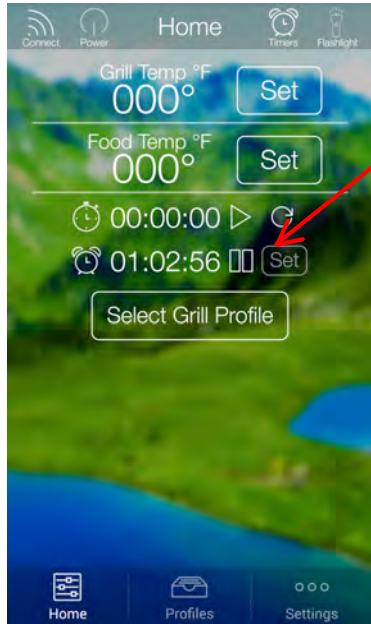 Home
Connect Power Timers Flashlight
Grill Temp °F
000° Set
Food Temp °F
000° Set
00:00:00
01:02:56 Set
Select Grill Profile
Home Profiles Settings